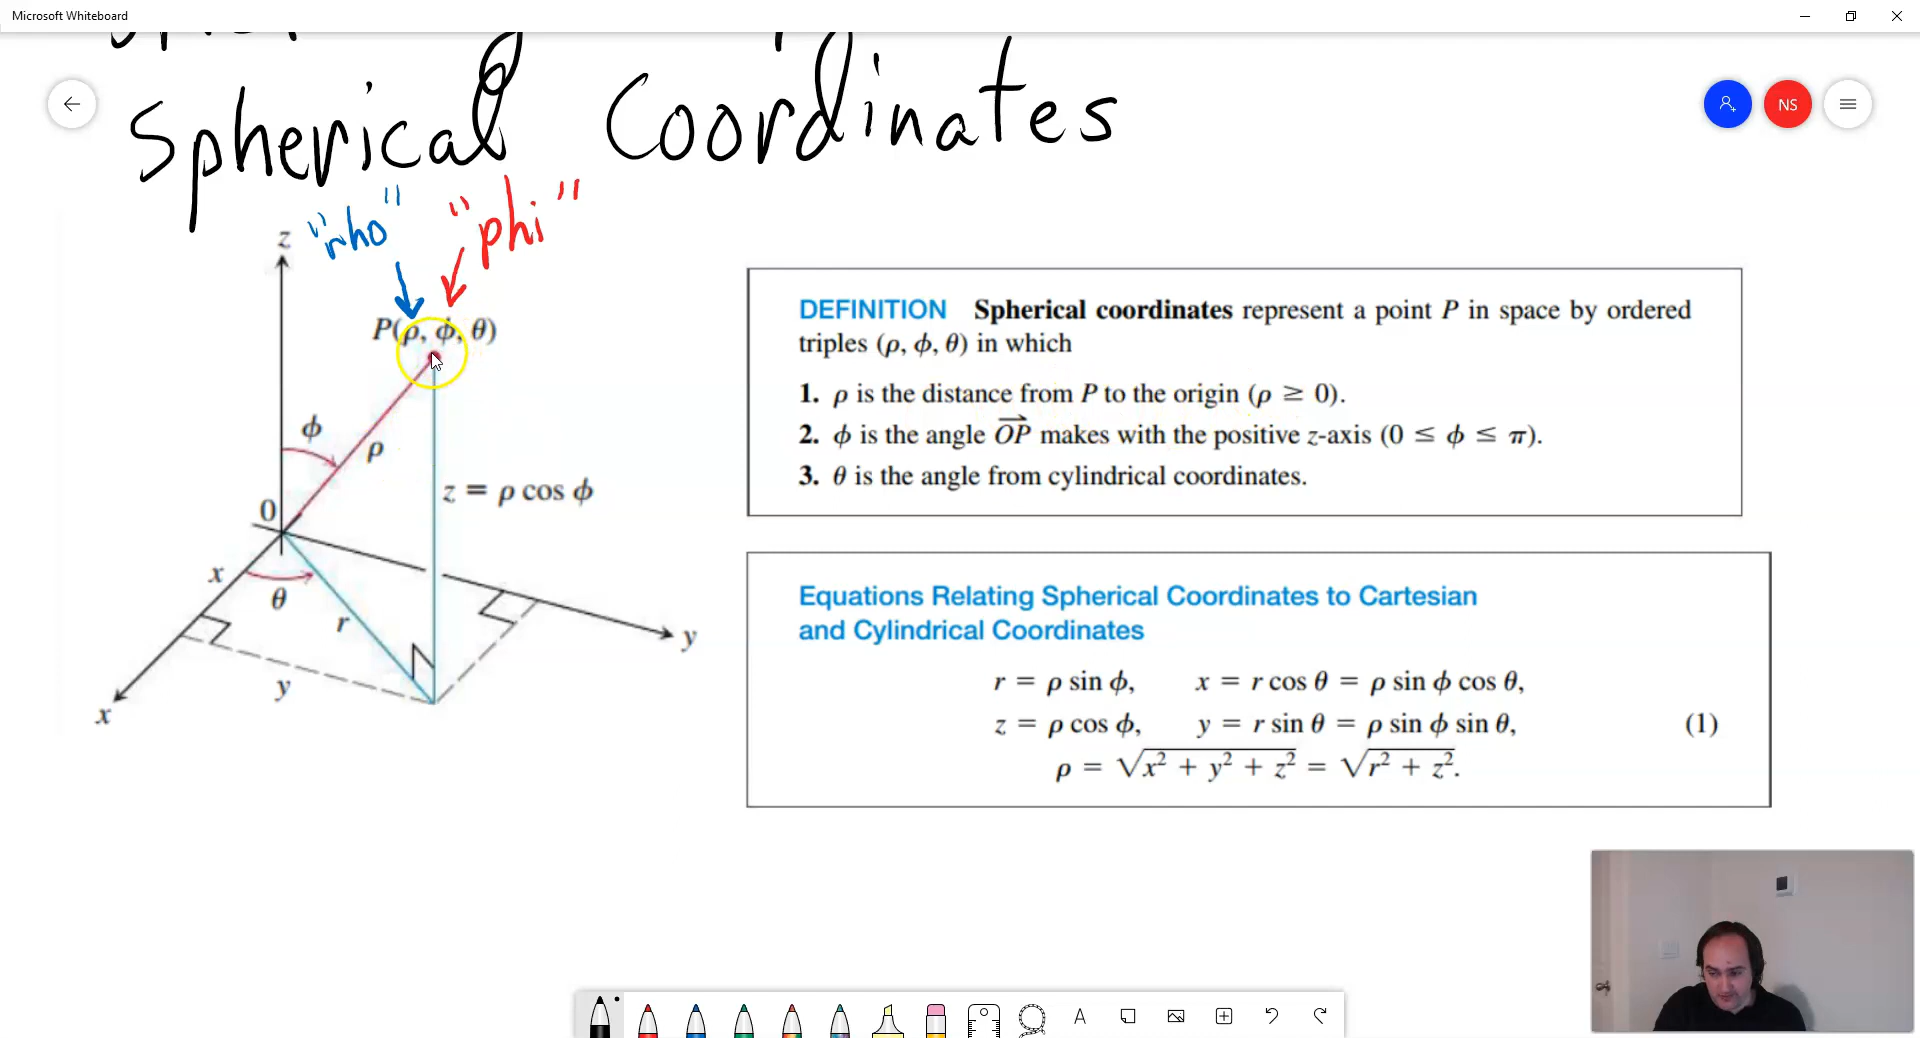 Microsoft Whiteboard
Spherical Coordinates
NS
"rho"
"phi"
z
P(ρ, ϕ, θ)
ϕ
ρ
z = ρ cos ϕ
0
x
θ
r
y
y
x
DEFINITION Spherical coordinates represent a point P in space by ordered
triples (ρ, ϕ, θ) in which
1. ρ is the distance from P to the origin (ρ ≥ 0).
2. ϕ is the angle \overrightarrow{OP} makes with the positive z-axis (0 ≤ ϕ ≤ π).
3. θ is the angle from cylindrical coordinates.
Equations Relating Spherical Coordinates to Cartesian
and Cylindrical Coordinates
r = ρ sin ϕ, x = r cos θ = ρ sin ϕ cos θ,
z = ρ cos ϕ, y = r sin θ = ρ sin ϕ sin θ, (1)
ρ = √(x² + y² + z²) = √(r² + z²).
A